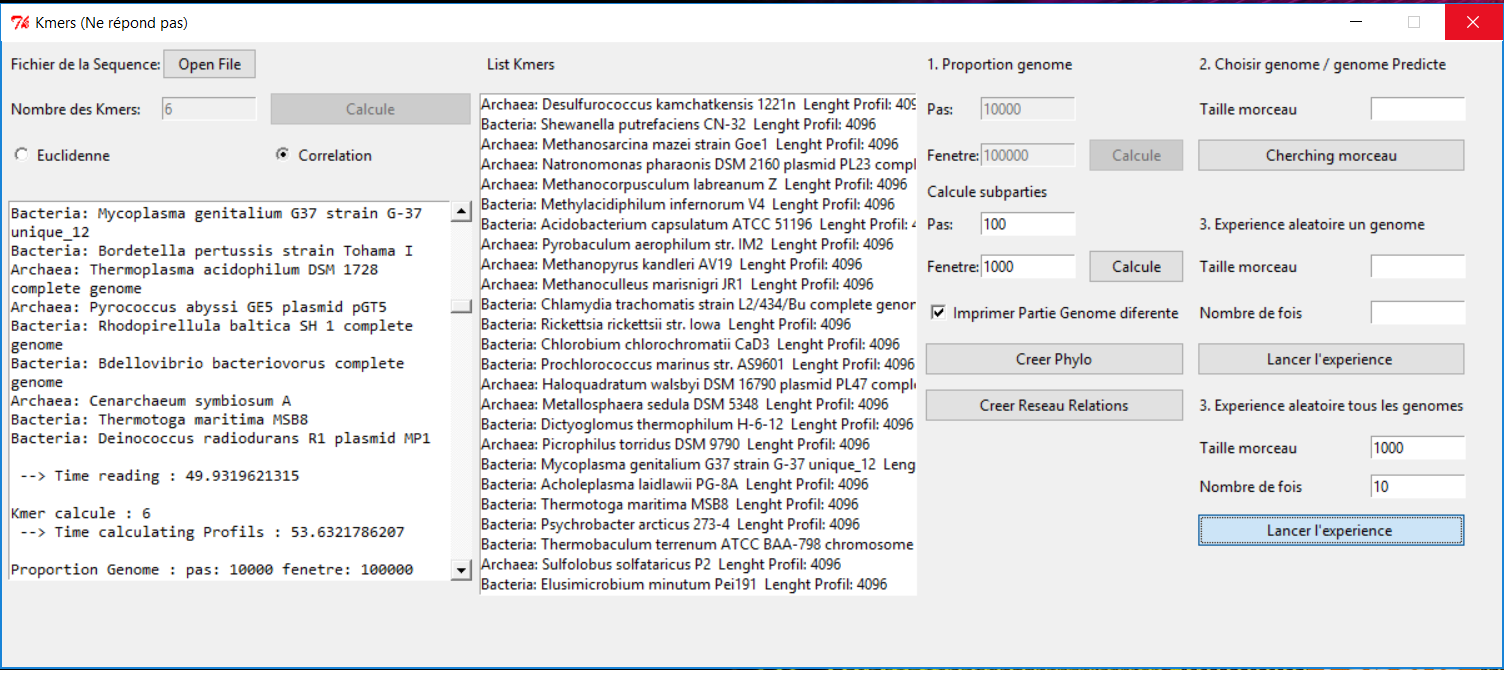 Kmers (Ne répond pas)
Fichier de la Sequence: Open File
Nombre des Kmers: 6 Calcule
Euclidenne Correlation
Bacteria: Mycoplasma genitalium G37 strain G-37
unique_12
Bacteria: Bordetella pertussis strain Tohama I
Archaea: Thermoplasma acidophilum DSM 1728
complete genome
Archaea: Pyrococcus abyssi GE5 plasmid pGT5
Bacteria: Rhodopirellula baltica SH 1 complete
genome
Bacteria: Bdellovibrio bacteriovorus complete
genome
Archaea: Cenarchaeum symbiosum A
Bacteria: Thermotoga maritima MSB8
Bacteria: Deinococcus radiodurans R1 plasmid MP1
--> Time reading : 49.9319621315
Kmer calcule : 6
--> Time calculating Profils : 53.6321786207
Proportion Genome : pas: 10000 fenetre: 100000
List Kmers
Archaea: Desulfurococcus kamchatkensis 1221n Lenght Profil: 409
Bacteria: Shewanella putrefaciens CN-32 Lenght Profil: 4096
Archaea: Methanosarcina mazei strain Goe1 Lenght Profil: 4096
Archaea: Natronomonas pharaonis DSM 2160 plasmid PL23 compl
Archaea: Methanocorpusculum labreanum Z Lenght Profil: 4096
Bacteria: Methylacidiphilum infernorum V4 Lenght Profil: 4096
Bacteria: Acidobacterium capsulatum ATCC 51196 Lenght Profil: 4
Archaea: Pyrobaculum aerophilum str. IM2 Lenght Profil: 4096
Archaea: Methanopyrus kandleri AV19 Lenght Profil: 4096
Archaea: Methanoculleus marisnigri JR1 Lenght Profil: 4096
Bacteria: Chlamydia trachomatis strain L2/434/Bu complete genor
Bacteria: Rickettsia rickettsii str. Iowa Lenght Profil: 4096
Bacteria: Chlorobium chlorochromatii CaD3 Lenght Profil: 4096
Bacteria: Prochlorococcus marinus str. AS9601 Lenght Profil: 4096
Archaea: Haloquadratum walsbyi DSM 16790 plasmid PL47 compl
Archaea: Metallosphaera sedula DSM 5348 Lenght Profil: 4096
Bacteria: Dictyoglomus thermophilum H-6-12 Lenght Profil: 4096
Archaea: Picrophilus torridus DSM 9790 Lenght Profil: 4096
Bacteria: Mycoplasma genitalium G37 strain G-37 unique_12 Leng
Bacteria: Acholeplasma laidlawii PG-8A Lenght Profil: 4096
Bacteria: Thermotoga maritima MSB8 Lenght Profil: 4096
Bacteria: Psychrobacter arcticus 273-4 Lenght Profil: 4096
Bacteria: Thermobaculum terrenum ATCC BAA-798 chromosome
Archaea: Sulfolobus solfataricus P2 Lenght Profil: 4096
Bacteria: Elusimicrobium minutum Pei191 Lenght Profil: 4096
1. Proportion genome
Pas: 10000
Fenetre: 100000 Calcule
Calcule subparties
Pas: 100
Fenetre: 1000 Calcule
Imprimer Partie Genome diferente
Creer Phylo
Creer Reseau Relations
2. Choisir genome / genome Predicte
Taille morceau
Cherching morceau
3. Experience aleatoire un genome
Taille morceau
Nombre de fois
Lancer l'experience
3. Experience aleatoire tous les genomes
Taille morceau 1000
Nombre de fois 10
Lancer l'experience